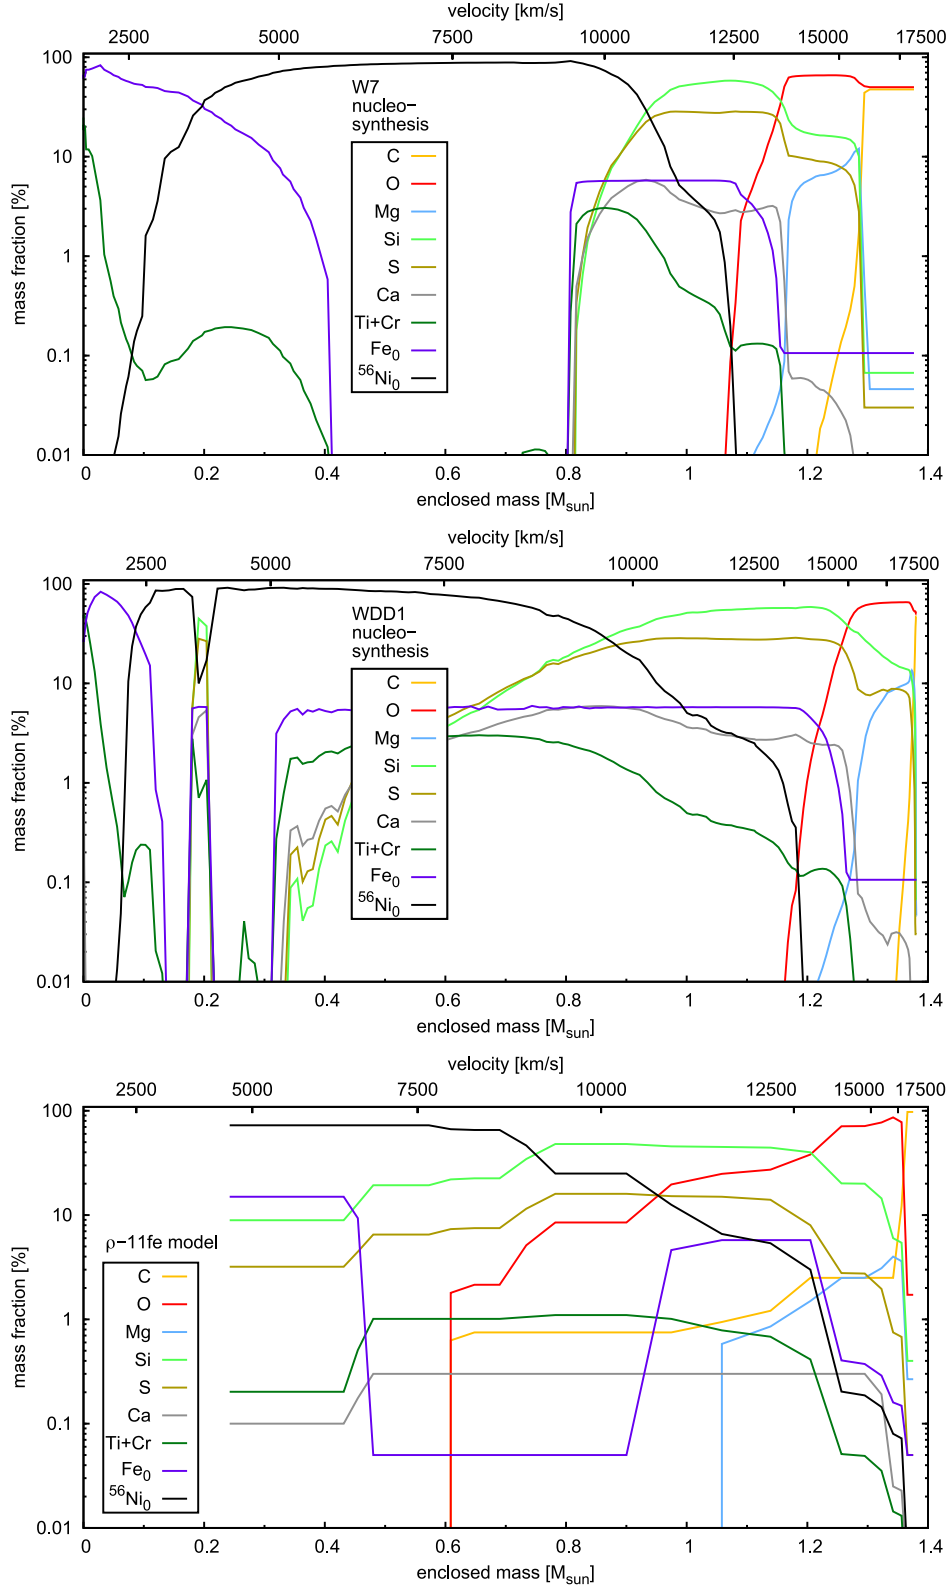 velocity [km/s]
2500 5000 7500 10000 12500 15000 17500
100
10
1
0.1
0.01
mass fraction [%]
W7
nucleo-
synthesis
C
O
Mg
Si
S
Ca
Ti+Cr
Fe₀
⁵⁶Ni₀
0 0.2 0.4 0.6 0.8 1 1.2 1.4
enclosed mass [M_sun]
velocity [km/s]
2500 5000 7500 10000 12500 15000 17500
100
10
1
0.1
0.01
mass fraction [%]
WDD1
nucleo-
synthesis
C
O
Mg
Si
S
Ca
Ti+Cr
Fe₀
⁵⁶Ni₀
0 0.2 0.4 0.6 0.8 1 1.2 1.4
enclosed mass [M_sun]
velocity [km/s]
2500 5000 7500 10000 12500 15000 17500
100
10
1
0.1
0.01
mass fraction [%]
ρ−11fe model
C
O
Mg
Si
S
Ca
Ti+Cr
Fe₀
⁵⁶Ni₀
0 0.2 0.4 0.6 0.8 1 1.2 1.4
enclosed mass [M_sun]